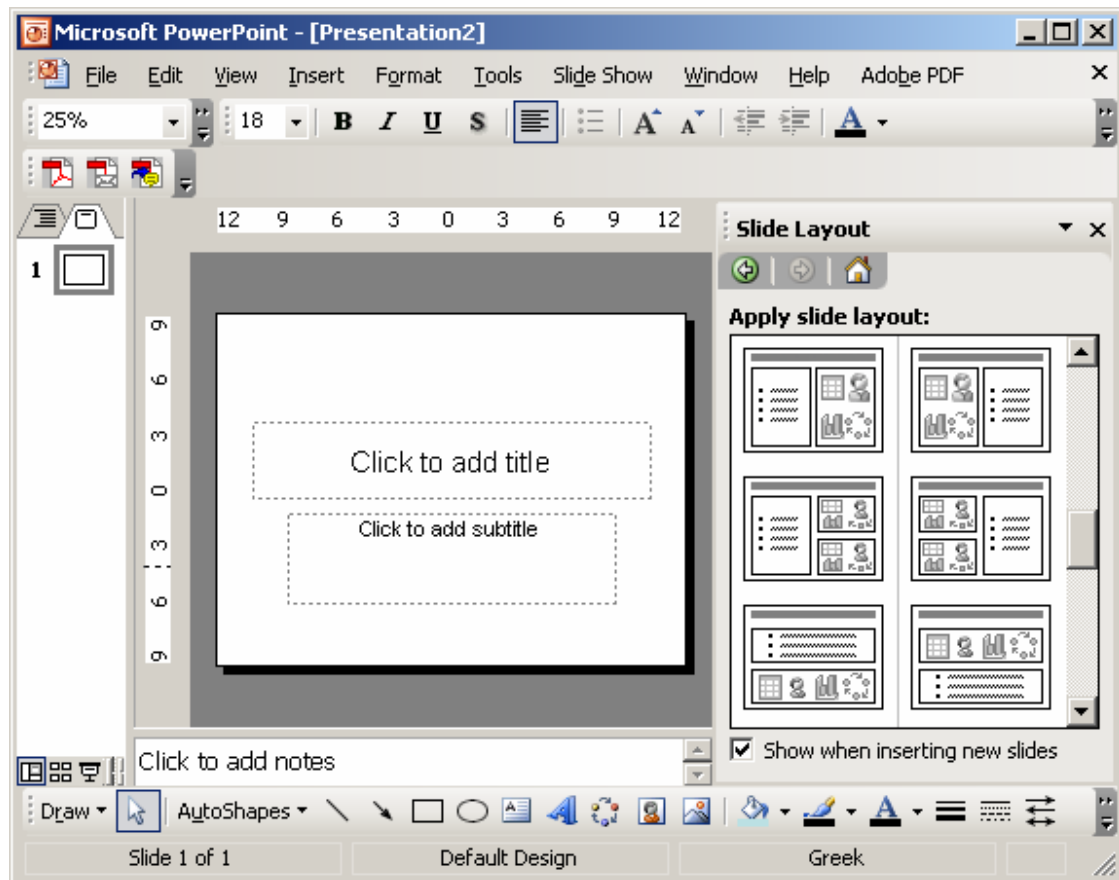 Microsoft PowerPoint - [Presentation2]
File Edit View Insert Format Tools Slide Show Window Help Adobe PDF
25% 18 B I U S A A A
12 9 6 3 0 3 6 9 12
Slide Layout
1
Apply slide layout:
9
6
3
0
3
6
9
Click to add title
Click to add subtitle
Show when inserting new slides
Click to add notes
Draw AutoShapes A A A
Slide 1 of 1 Default Design Greek